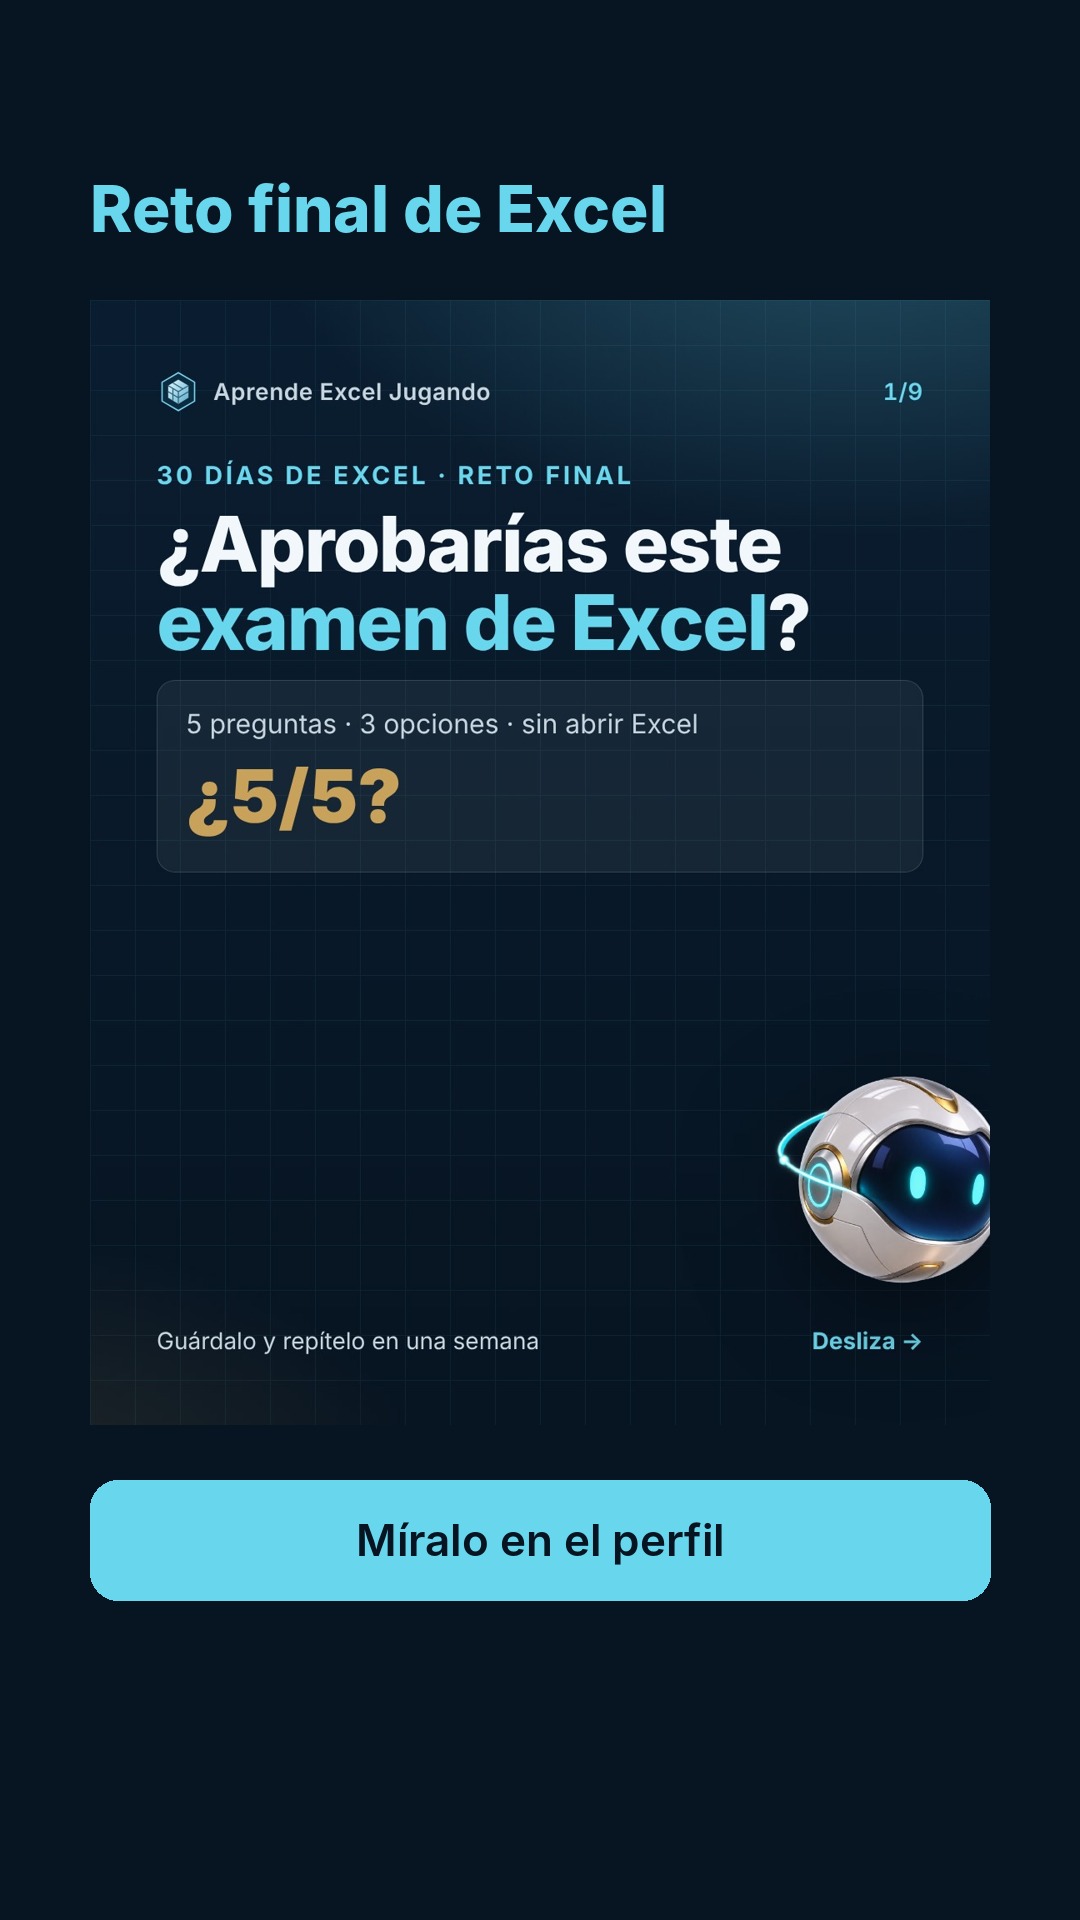 Reto final de Excel
Aprende Excel Jugando
1/9
30 DÍAS DE EXCEL · RETO FINAL
¿Aprobarías este
examen de Excel?
5 preguntas · 3 opciones · sin abrir Excel
¿5/5?
Guárdalo y repítelo en una semana
Desliza →
Míralo en el perfil